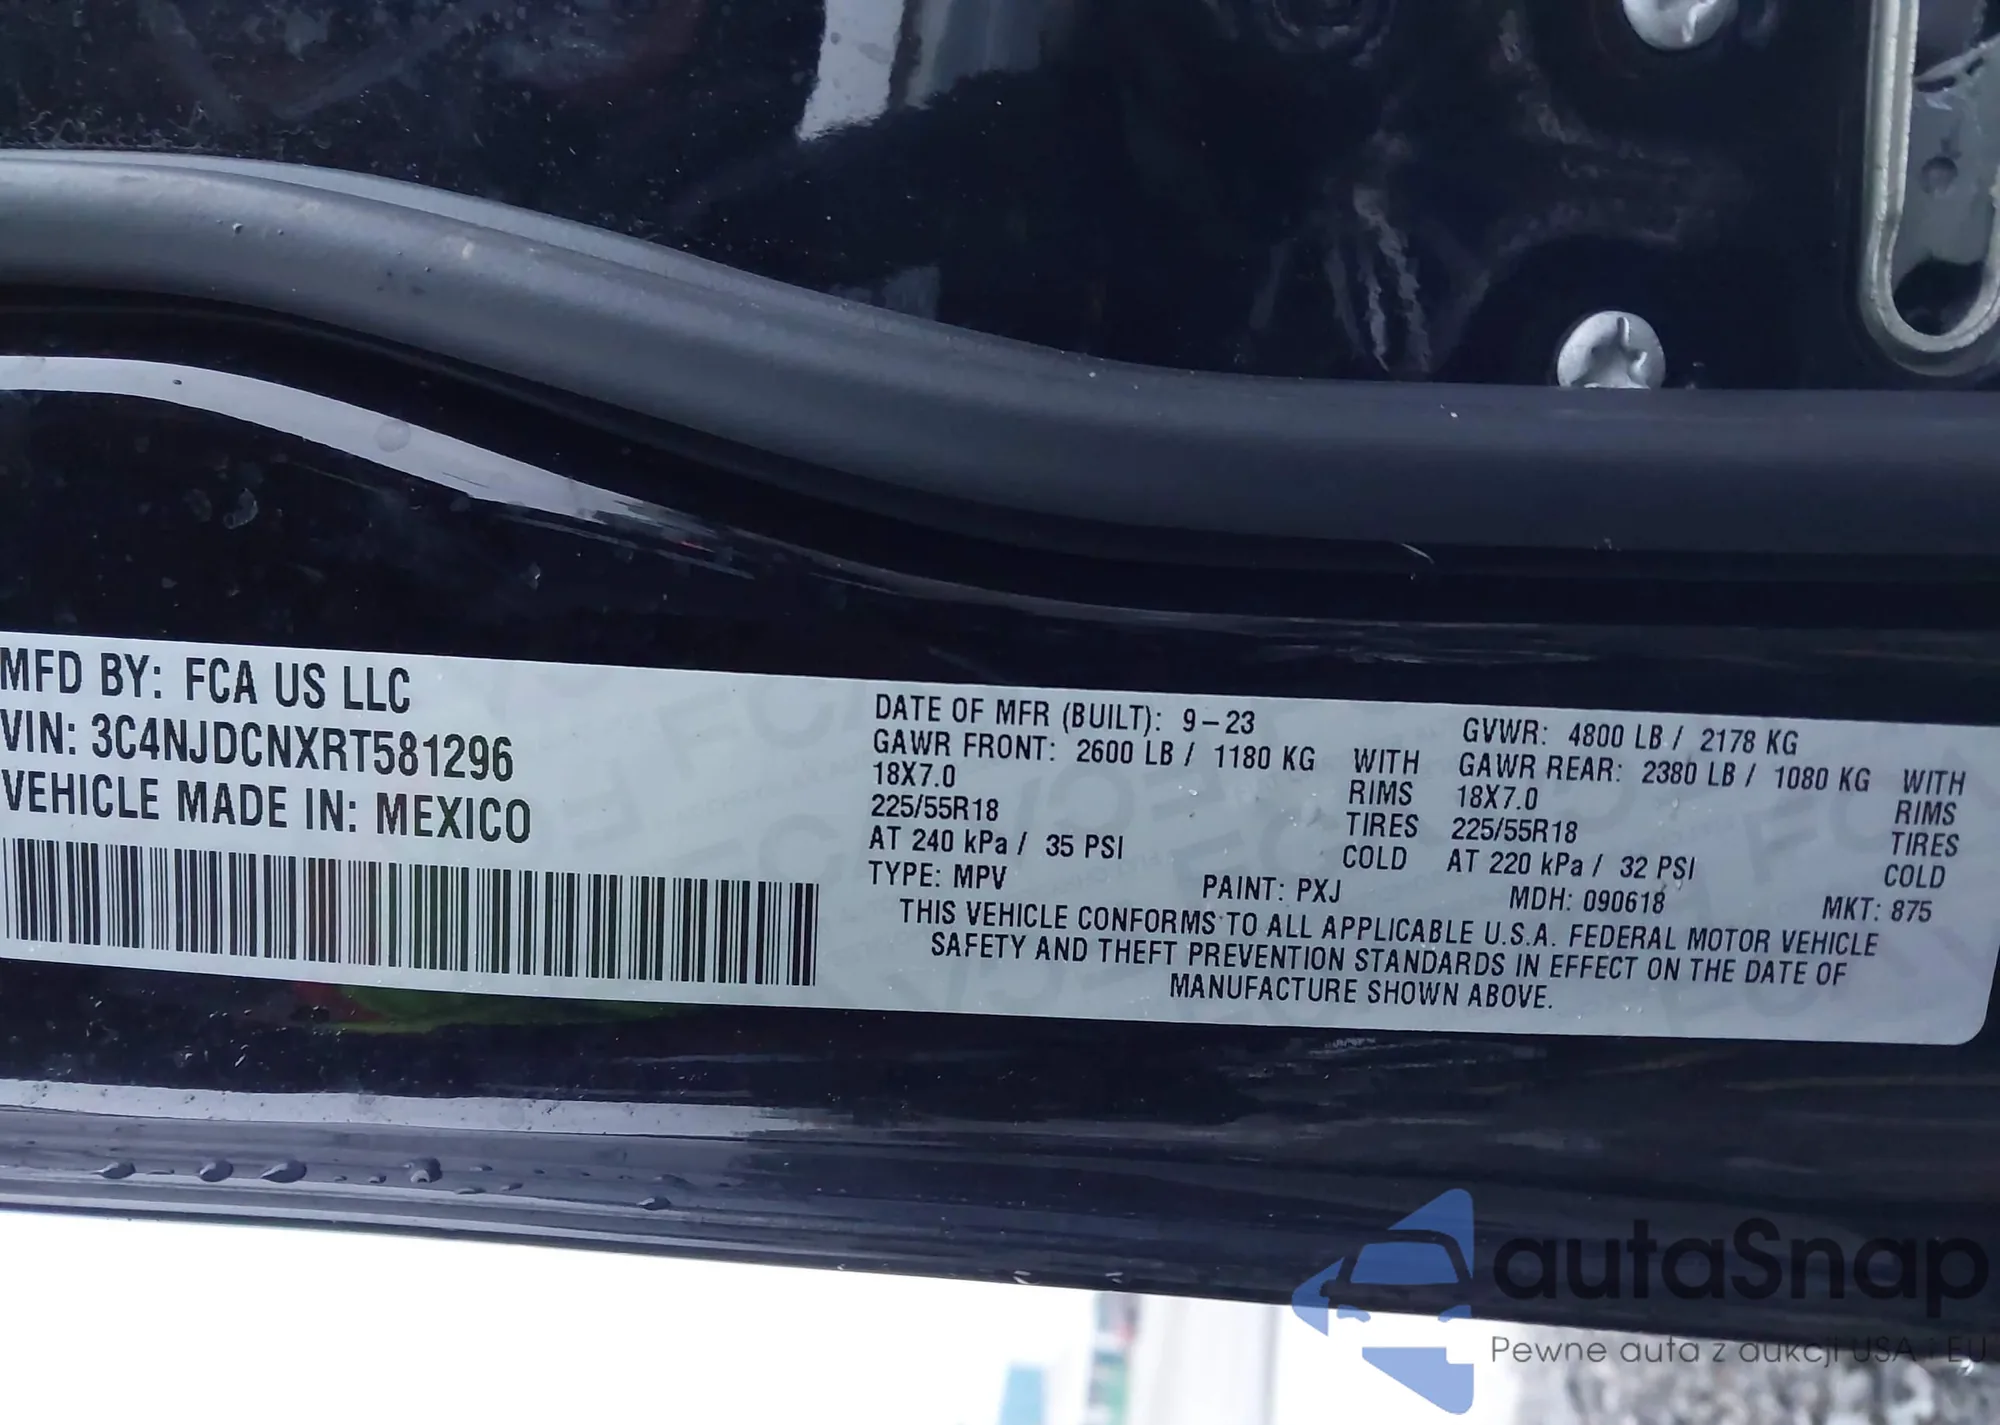 MFD BY: FCA US LLC
VIN: 3C4NJDCNXRT581296
VEHICLE MADE IN: MEXICO
DATE OF MFR (BUILT): 9-23 GVWR: 4800 LB / 2178 KG
GAWR FRONT: 2600 LB / 1180 KG WITH GAWR REAR: 2380 LB / 1080 KG WITH
18X7.0 RIMS 18X7.0 RIMS
225/55R18 TIRES 225/55R18 TIRES
AT 240 kPa / 35 PSI COLD AT 220 kPa / 32 PSI COLD
TYPE: MPV PAINT: PXJ MDH: 090618 MKT: 875
THIS VEHICLE CONFORMS TO ALL APPLICABLE U.S.A. FEDERAL MOTOR VEHICLE
SAFETY AND THEFT PREVENTION STANDARDS IN EFFECT ON THE DATE OF
MANUFACTURE SHOWN ABOVE.
autaSnap
Pewne auta z aukcji USA i EU